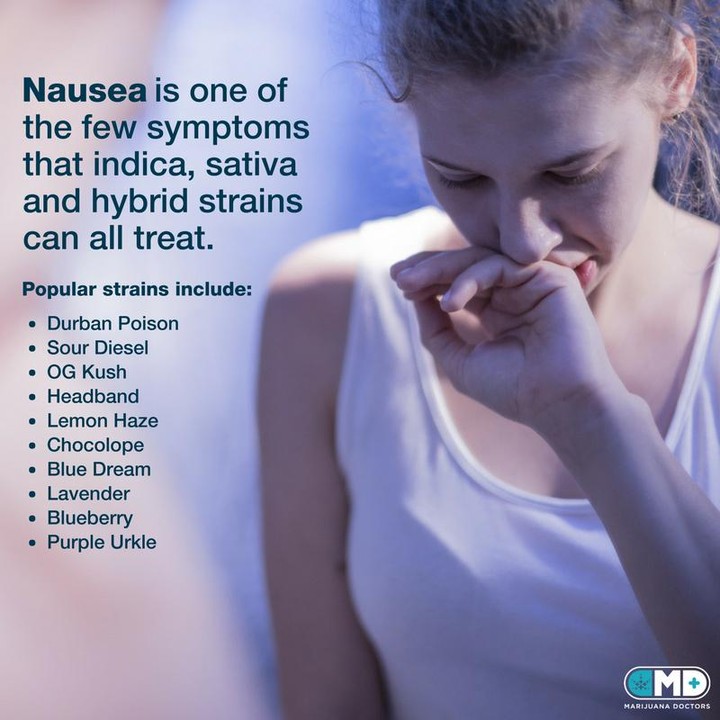 Nausea is one of
the few symptoms
that indica, sativa
and hybrid strains
can all treat.
Popular strains include:
• Durban Poison
• Sour Diesel
• OG Kush
• Headband
• Lemon Haze
• Chocolope
• Blue Dream
• Lavender
• Blueberry
• Purple Urkle
MD
MARIJUANA DOCTORS